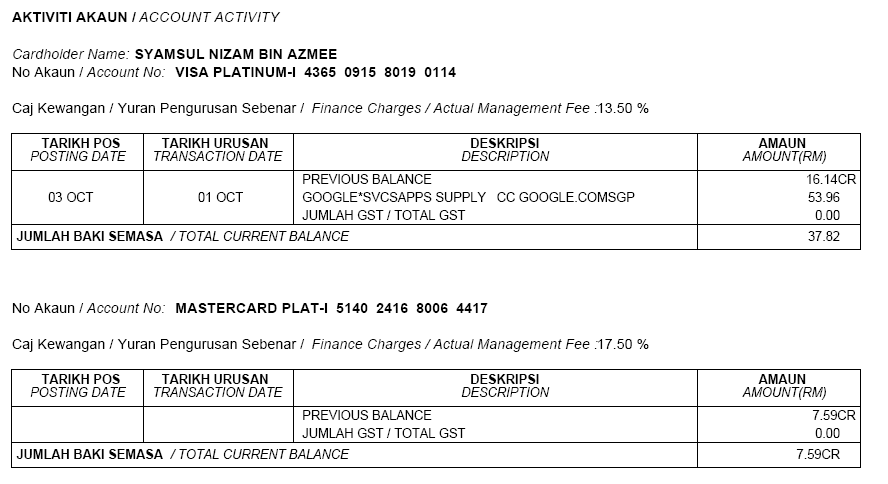 AKTIVITI AKAUN / ACCOUNT ACTIVITY
Cardholder Name: SYAMSUL NIZAM BIN AZMEE
No Akaun / Account No: VISA PLATINUM-I 4365 0915 8019 0114
Caj Kewangan / Yuran Pengurusan Sebenar / Finance Charges / Actual Management Fee :13.50 %
TARIKH POS TARIKH URUSAN DESKRIPSI AMAUN
POSTING DATE TRANSACTION DATE DESCRIPTION AMOUNT(RM)
PREVIOUS BALANCE 16.14CR
03 OCT 01 OCT GOOGLE*SVCSAPPS SUPPLY CC GOOGLE.COMSGP 53.96
JUMLAH GST / TOTAL GST 0.00
JUMLAH BAKI SEMASA / TOTAL CURRENT BALANCE 37.82
No Akaun / Account No: MASTERCARD PLAT-I 5140 2416 8006 4417
Caj Kewangan / Yuran Pengurusan Sebenar / Finance Charges / Actual Management Fee :17.50 %
TARIKH POS TARIKH URUSAN DESKRIPSI AMAUN
POSTING DATE TRANSACTION DATE DESCRIPTION AMOUNT(RM)
PREVIOUS BALANCE 7.59CR
JUMLAH GST / TOTAL GST 0.00
JUMLAH BAKI SEMASA / TOTAL CURRENT BALANCE 7.59CR